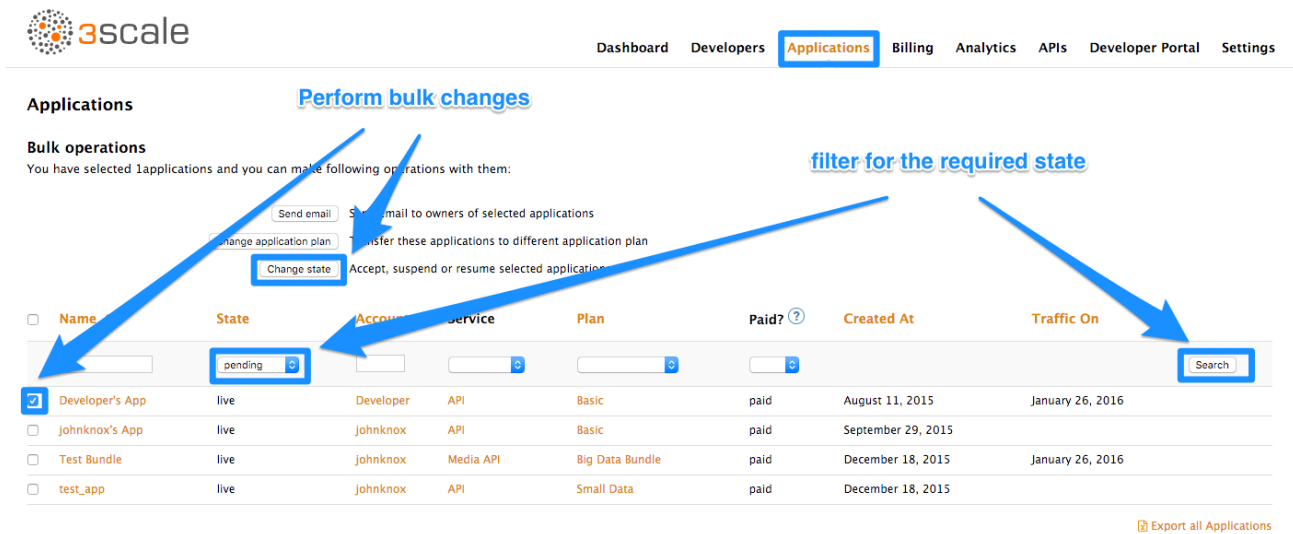 3scale
Dashboard Developers Applications Billing Analytics APIs Developer Portal Settings
Applications
Perform bulk changes
Bulk operations
You have selected 1applications and you can make following operations with them:
filter for the required state
Send email Send email to owners of selected applications
Change application plan Transfer these applications to different application plan
Change state Accept, suspend or resume selected applications
Name State Account Service Plan Paid? ? Created At Traffic On
pending Search
Developer's App live Developer API Basic paid August 11, 2015 January 26, 2016
johnknox's App live johnknox API Basic paid September 29, 2015
Test Bundle live johnknox Media API Big Data Bundle paid December 18, 2015 January 26, 2016
test_app live johnknox API Small Data paid December 18, 2015
Export all Applications